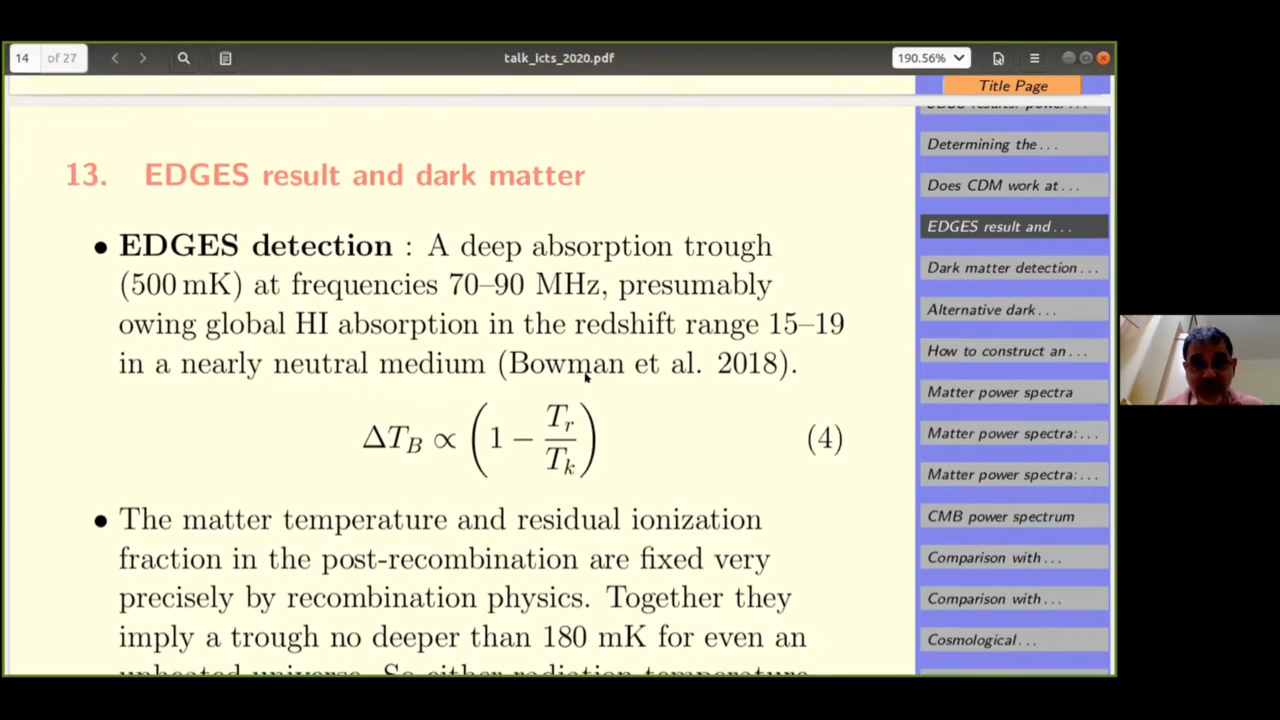 14 of 27
talk_icts_2020.pdf
190.56%
Title Page
Determining the . . .
Does CDM work at . . .
EDGES result and . . .
Dark matter detection . . .
Alternative dark . . .
How to construct an . . .
Matter power spectra
Matter power spectra: . . .
Matter power spectra: . . .
CMB power spectrum
Comparison with . . .
Comparison with . . .
Cosmological . . .
13. EDGES result and dark matter
• EDGES detection : A deep absorption trough
(500 mK) at frequencies 70–90 MHz, presumably
owing global HI absorption in the redshift range 15–19
in a nearly neutral medium (Bowman et al. 2018).
ΔT_B ∝ (1 − T_r/T_k) (4)
• The matter temperature and residual ionization
fraction in the post-recombination are fixed very
precisely by recombination physics. Together they
imply a trough no deeper than 180 mK for even an
unheated universe. So either radiation temperature